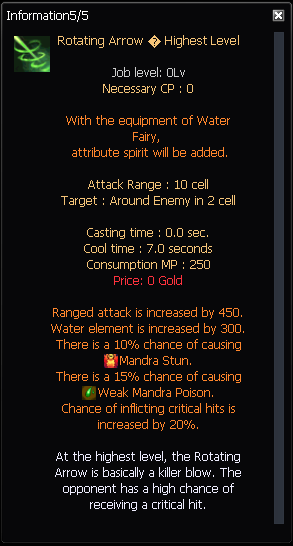 Information5/5
Rotating Arrow � Highest Level
Job level: 0Lv
Necessary CP : 0
With the equipment of Water
Fairy,
attribute spirit will be added.
Attack Range : 10 cell
Target : Around Enemy in 2 cell
Casting time : 0.0 sec.
Cool time : 7.0 seconds
Consumption MP : 250
Price: 0 Gold
Ranged attack is increased by 450.
Water element is increased by 300.
There is a 10% chance of causing
Mandra Stun.
There is a 15% chance of causing
Weak Mandra Poison.
Chance of inflicting critical hits is
increased by 20%.
At the highest level, the Rotating
Arrow is basically a killer blow. The
opponent has a high chance of
receiving a critical hit.